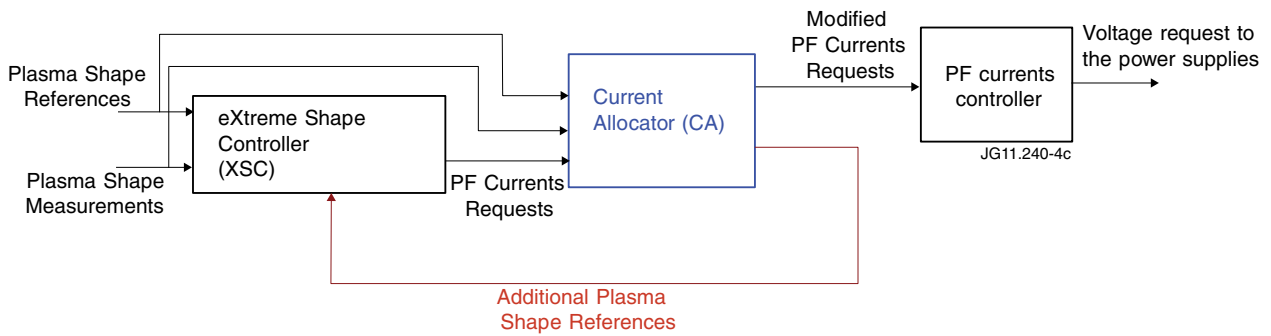 Plasma Shape
References
Plasma Shape
Measurements
eXtreme Shape
Controller
(XSC)
PF Currents
Requests
Current
Allocator (CA)
Additional Plasma
Shape References
Modified
PF Currents
Requests
PF currents
controller
JG11.240-4c
Voltage request to
the power supplies